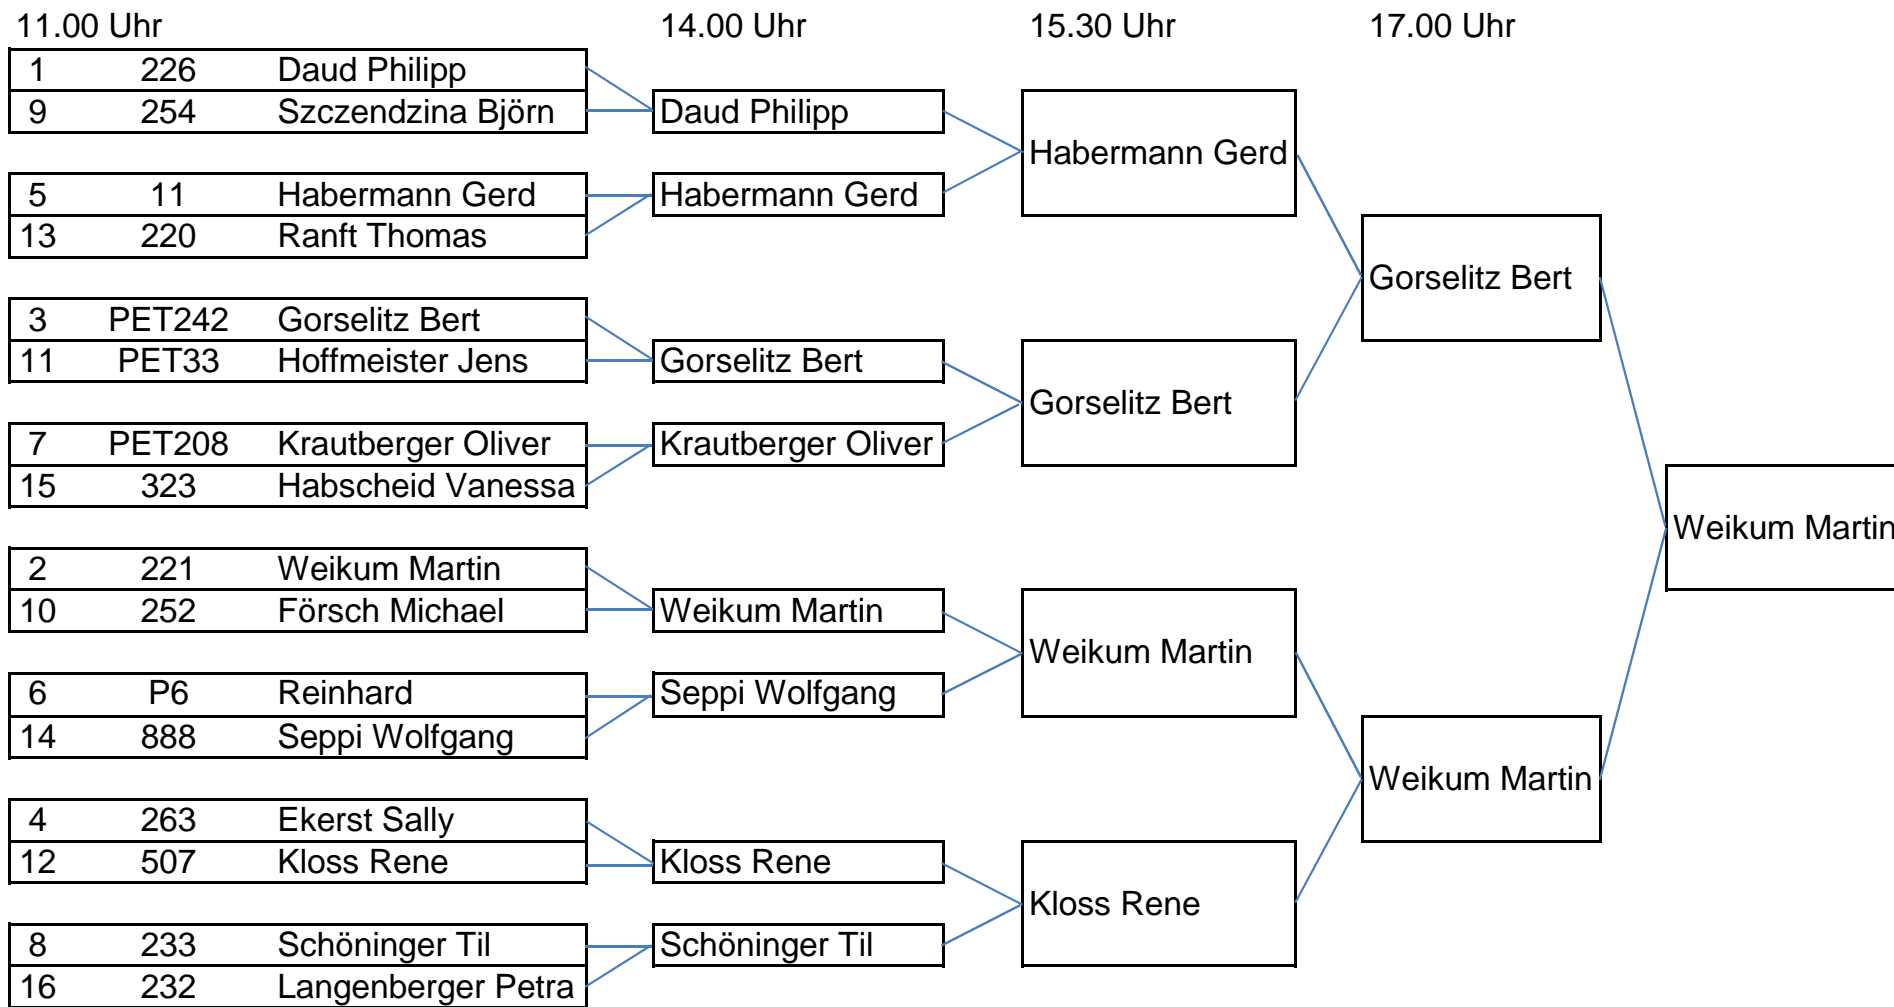 11.00 Uhr 14.00 Uhr 15.30 Uhr 17.00 Uhr
1 226 Daud Philipp
9 254 Szczendzina Björn
Daud Philipp
Habermann Gerd
5 11 Habermann Gerd
13 220 Ranft Thomas
Habermann Gerd
Gorselitz Bert
3 PET242 Gorselitz Bert
11 PET33 Hoffmeister Jens
Gorselitz Bert
Gorselitz Bert
7 PET208 Krautberger Oliver
15 323 Habscheid Vanessa
Krautberger Oliver
Weikum Martin
2 221 Weikum Martin
10 252 Försch Michael
Weikum Martin
Weikum Martin
6 P6 Reinhard
14 888 Seppi Wolfgang
Seppi Wolfgang
Weikum Martin
4 263 Ekerst Sally
12 507 Kloss Rene
Kloss Rene
Kloss Rene
8 233 Schöninger Til
16 232 Langenberger Petra
Schöninger Til